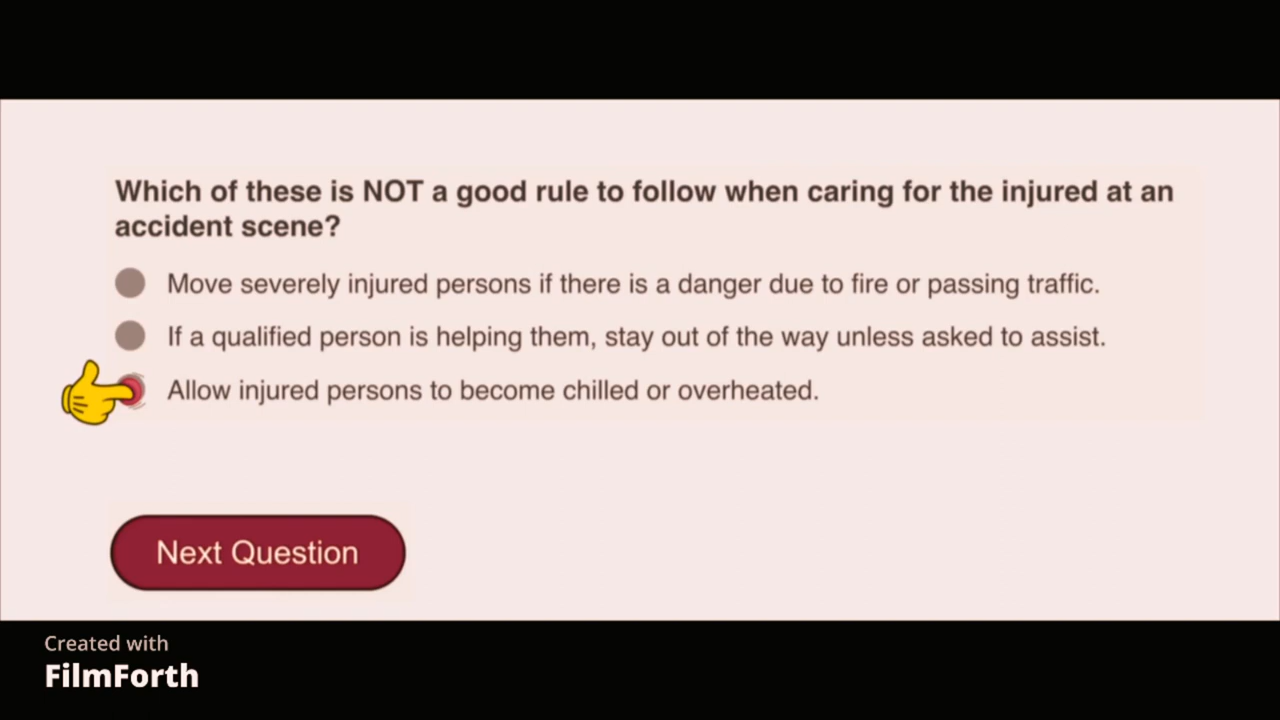 Which of these is NOT a good rule to follow when caring for the injured at an
accident scene?
Move severely injured persons if there is a danger due to fire or passing traffic.
If a qualified person is helping them, stay out of the way unless asked to assist.
Allow injured persons to become chilled or overheated.
Next Question
Created with
FilmForth